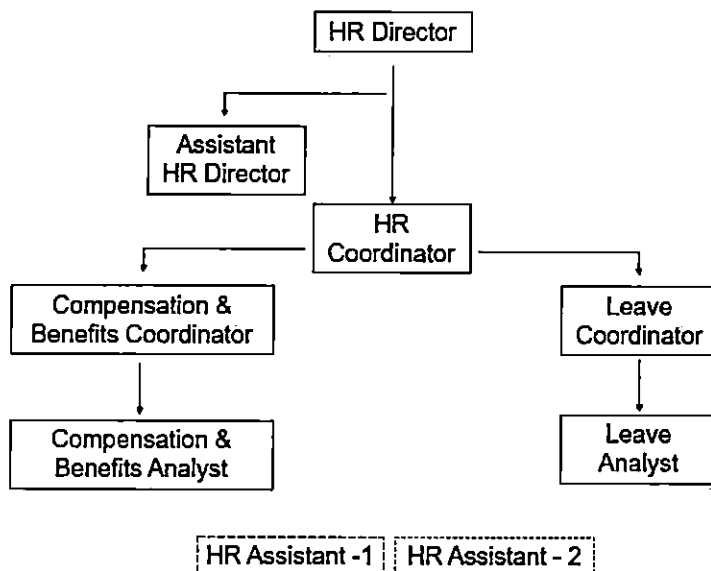 HR Director
Assistant
HR Director
HR
Coordinator
Compensation &
Benefits Coordinator
Leave
Coordinator
Compensation &
Benefits Analyst
Leave
Analyst
HR Assistant -1
HR Assistant - 2